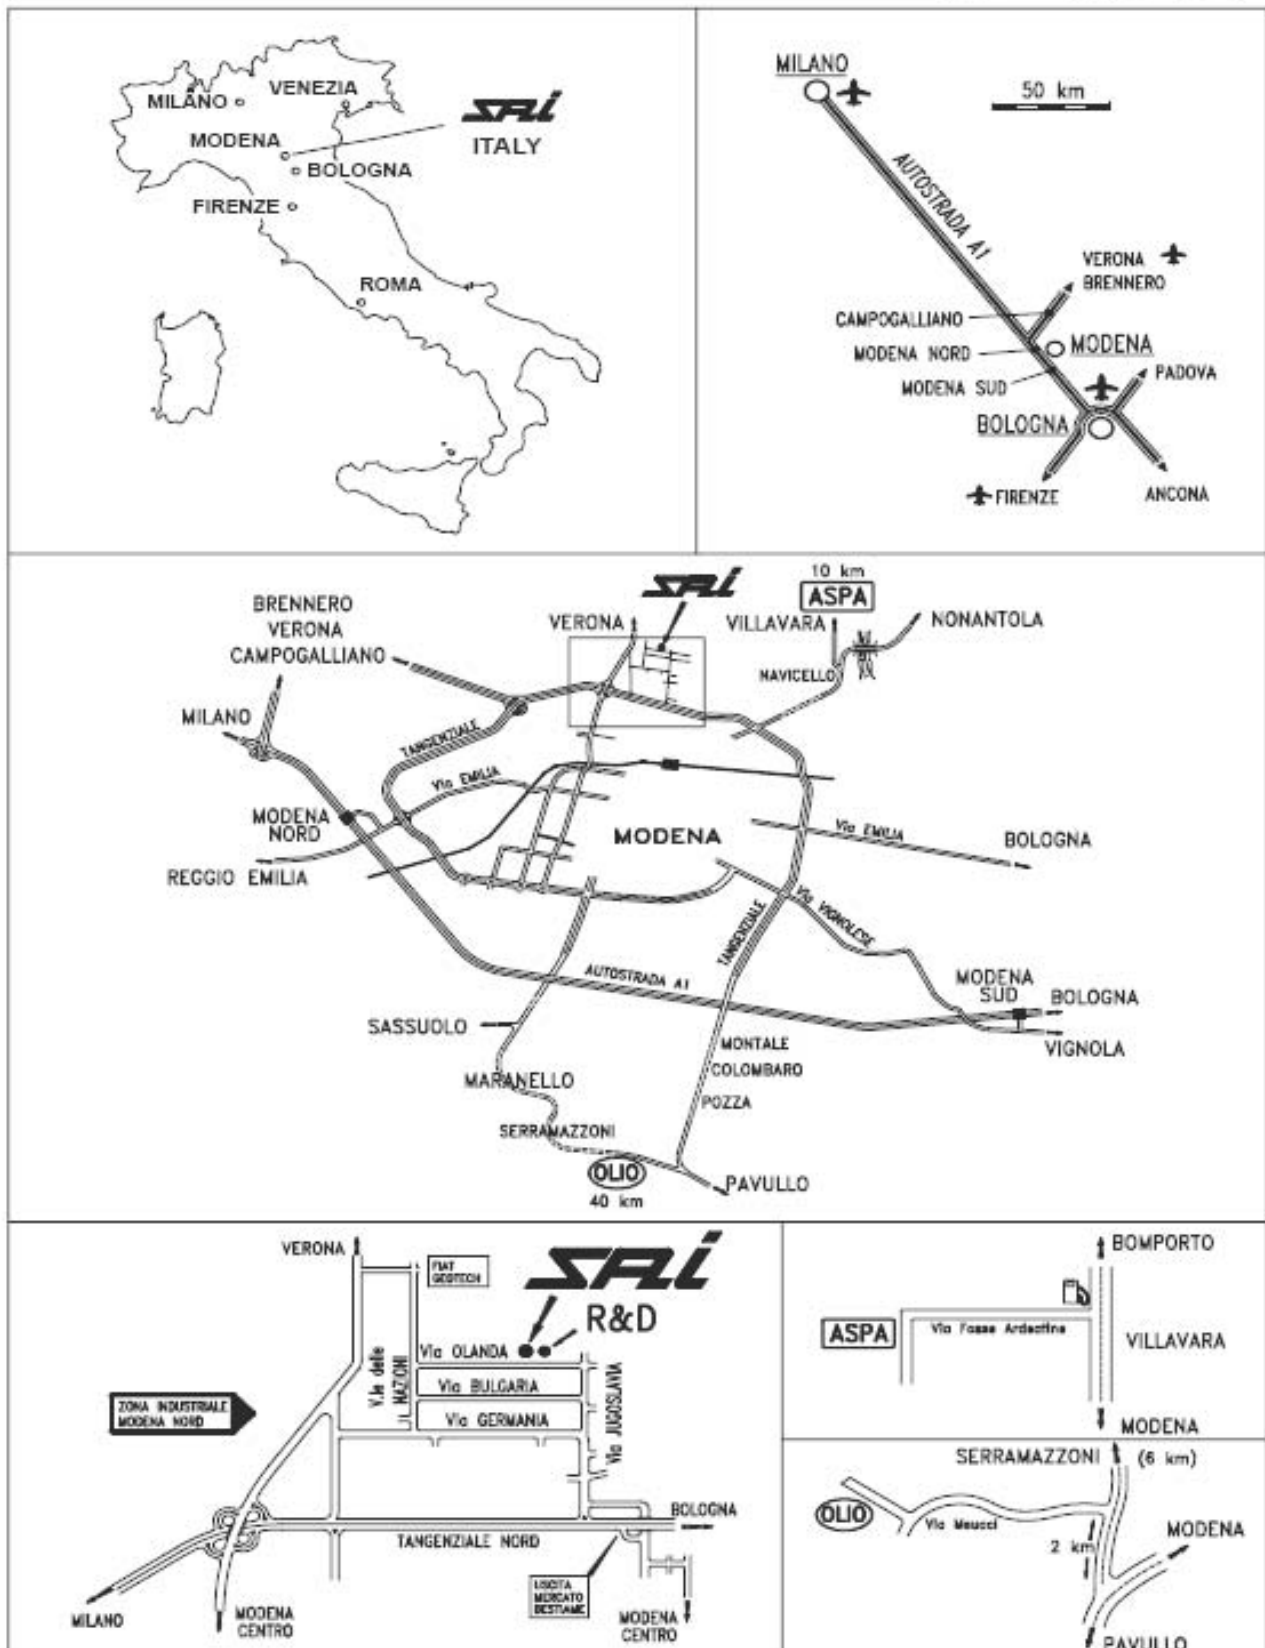 MILANO
VENEZIA
SAi
ITALY
MODENA
BOLOGNA
FIRENZE
ROMA
MILANO
50 km
AUTOSTRADA A1
VERONA
BRENNERO
CAMPOGALLIANO
MODENA NORD
MODENA
MODENA SUD
PADOVA
BOLOGNA
FIRENZE
ANCONA
SAi
10 km
ASPA
BRENNERO
VERONA
CAMPOGALLIANO
VERONA
VILLAVARA
NONANTOLA
NAVICELLO
MILANO
TANGENZIALE
Via EMILIA
MODENA
NORD
MODENA
Via EMILIA
BOLOGNA
REGGIO EMILIA
TANGENZIALE
Via VIGNOLESE
AUTOSTRADA A1
MODENA
SUD
BOLOGNA
SASSUOLO
VIGNOLA
MONTALE
COLOMBARO
MARANELLO
POZZA
SERRAMAZZONI
OLIO
40 km
PAVULLO
VERONA
FIAT
GEOTECH
SAi
R&D
Via OLANDA
V.le delle
NAZIONI
Via BULGARIA
Via GERMANIA
Via JUGOSLAVIA
ZONA INDUSTRIALE
MODENA NORD
BOLOGNA
TANGENZIALE NORD
USCITA
MERCATO
BESTIAME
MILANO
MODENA
CENTRO
MODENA
CENTRO
BOMPORTO
ASPA
Via Fosse Ardeatine
VILLAVARA
MODENA
SERRAMAZZONI
(6 km)
OLIO
Via Meucci
2 km
MODENA
PAVULLO